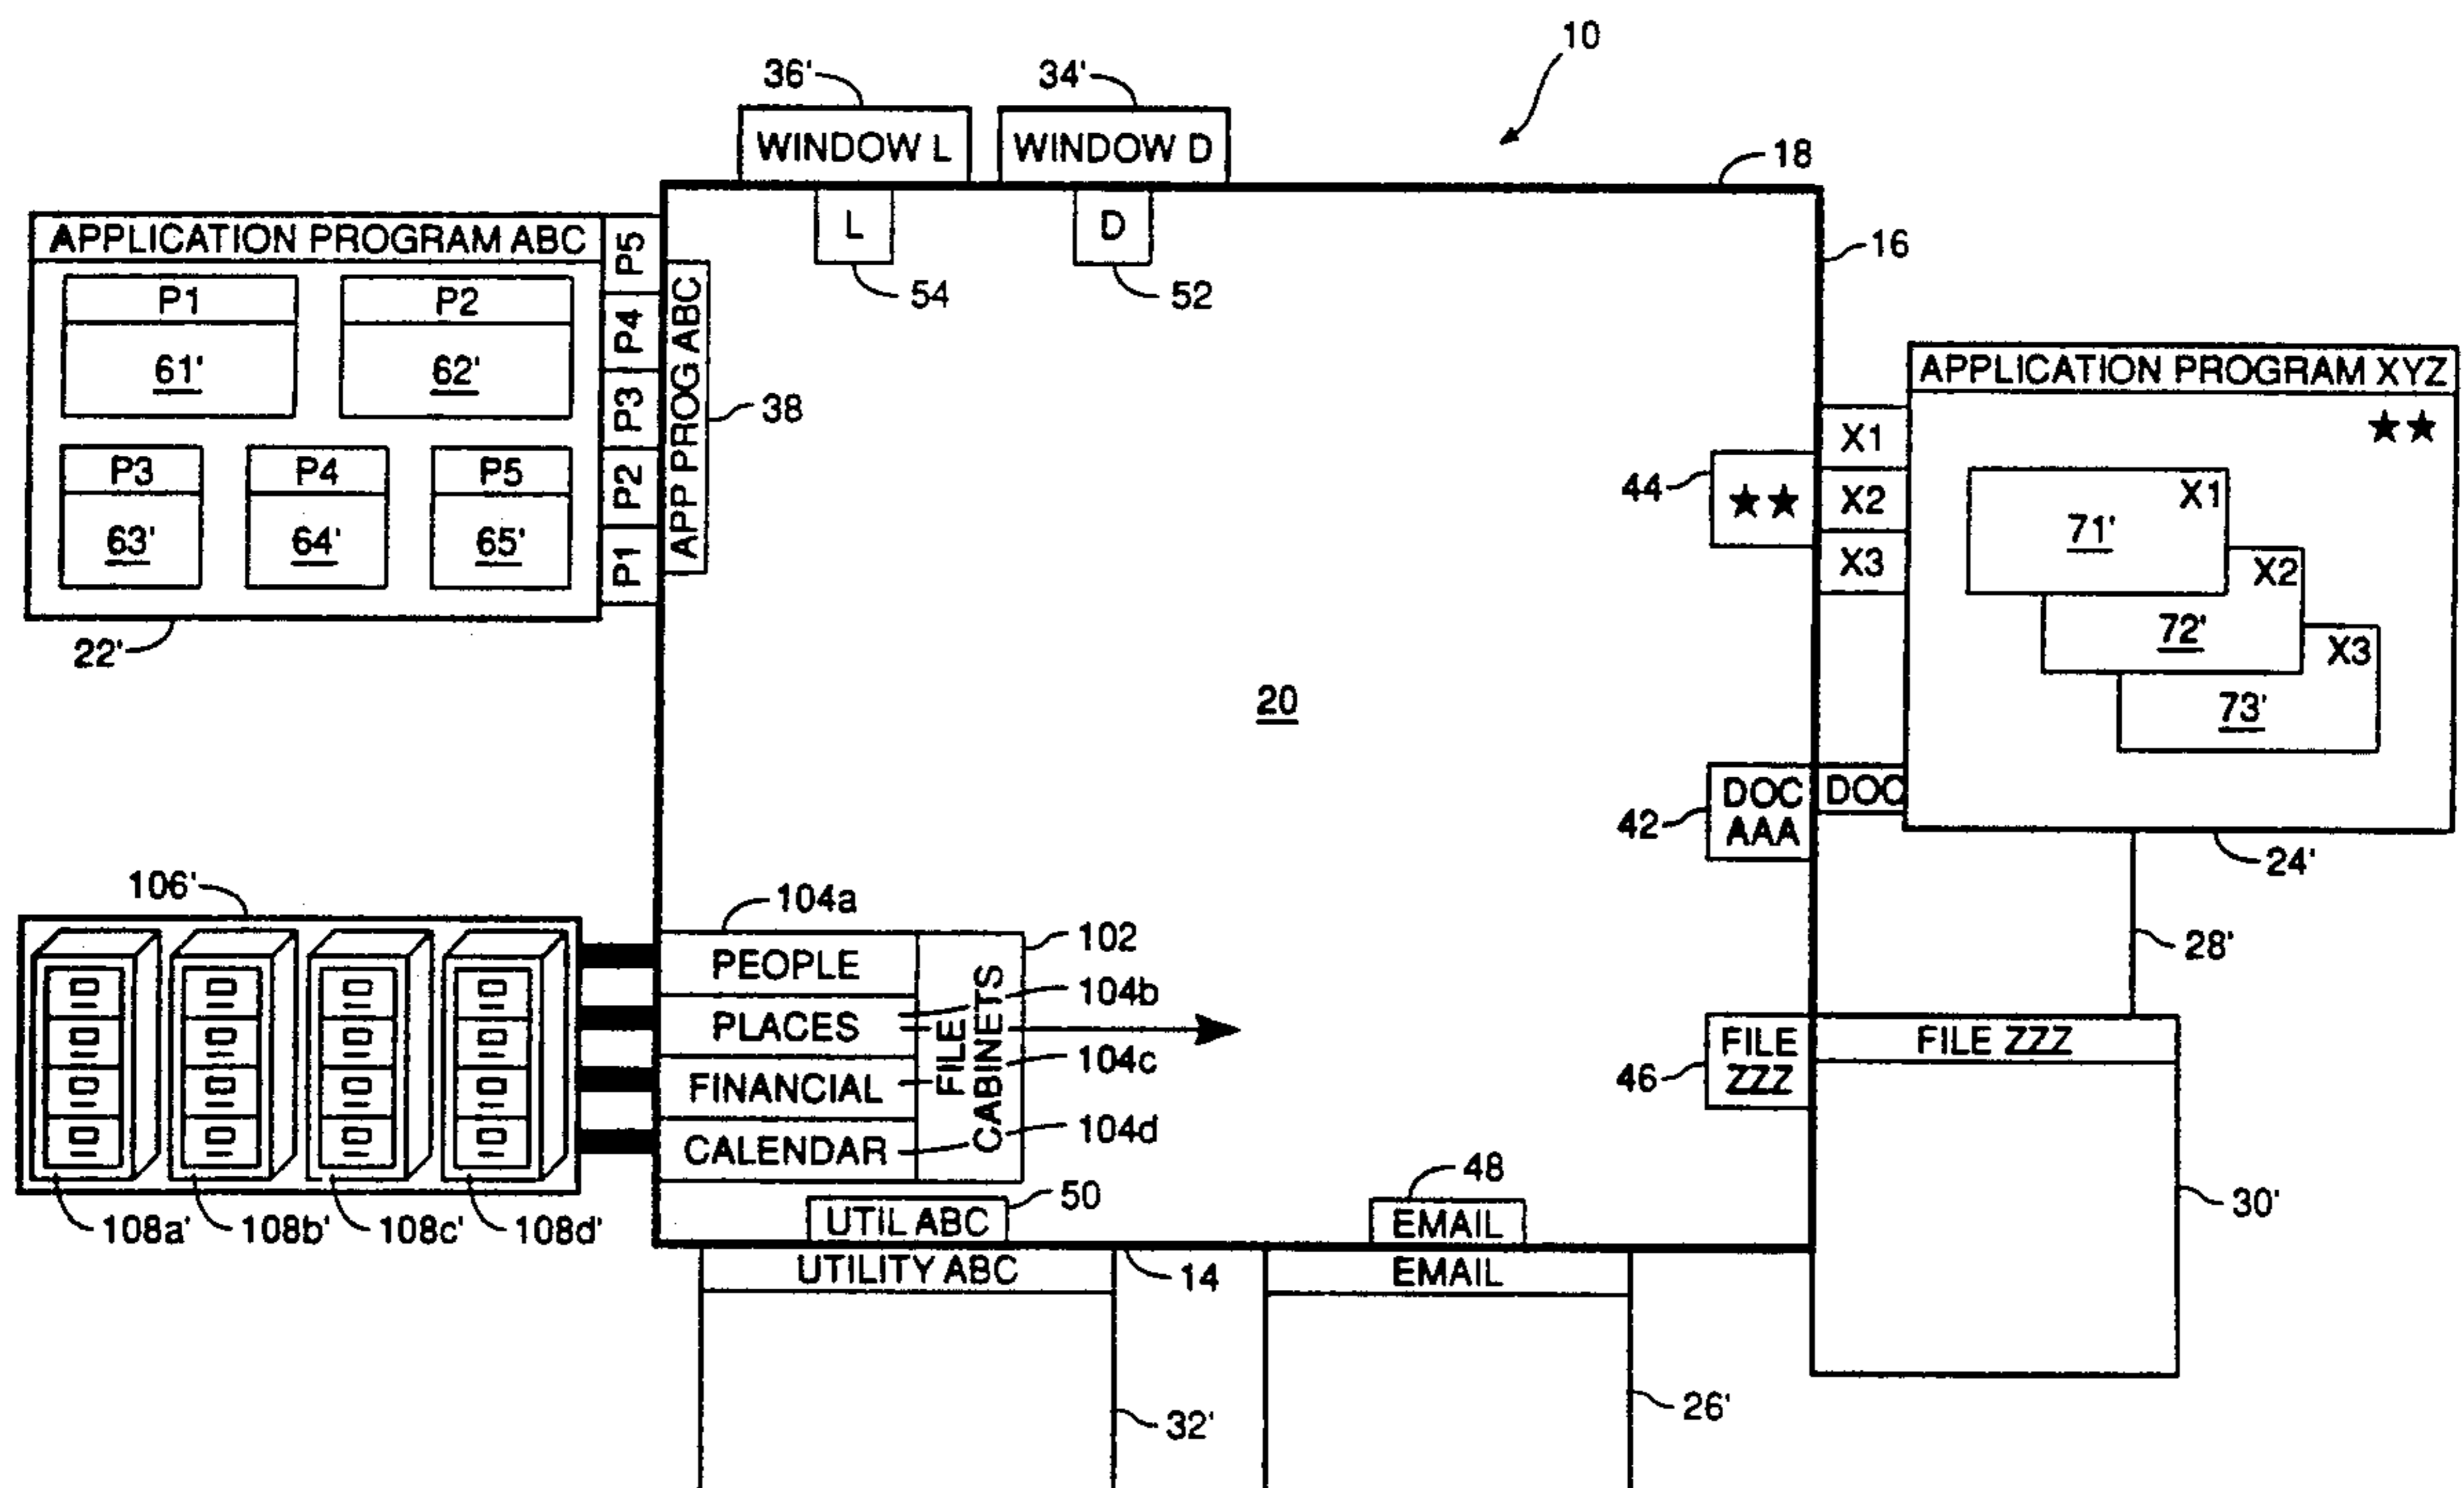 10
36'
34'
WINDOW L
WINDOW D
18
L
D
16
54
52
APPLICATION PROGRAM ABC
P1
P2
61'
62'
P3
P4
P5
63'
64'
65'
22'
P5
P4
P3
P2
P1
APP PROG ABC
38
20
44
★★
X1
X2
X3
APPLICATION PROGRAM XYZ
★★
X1
71'
X2
72'
X3
73'
42
DOC
AAA
DOC
24'
28'
106'
108a'
108b'
108c'
108d'
104a
PEOPLE
PLACES
FINANCIAL
CALENDAR
FILE
CABINETS
102
104b
104c
104d
46
FILE
ZZZ
FILE ZZZ
30'
50
UTIL ABC
48
EMAIL
UTILITY ABC
14
EMAIL
32'
26'